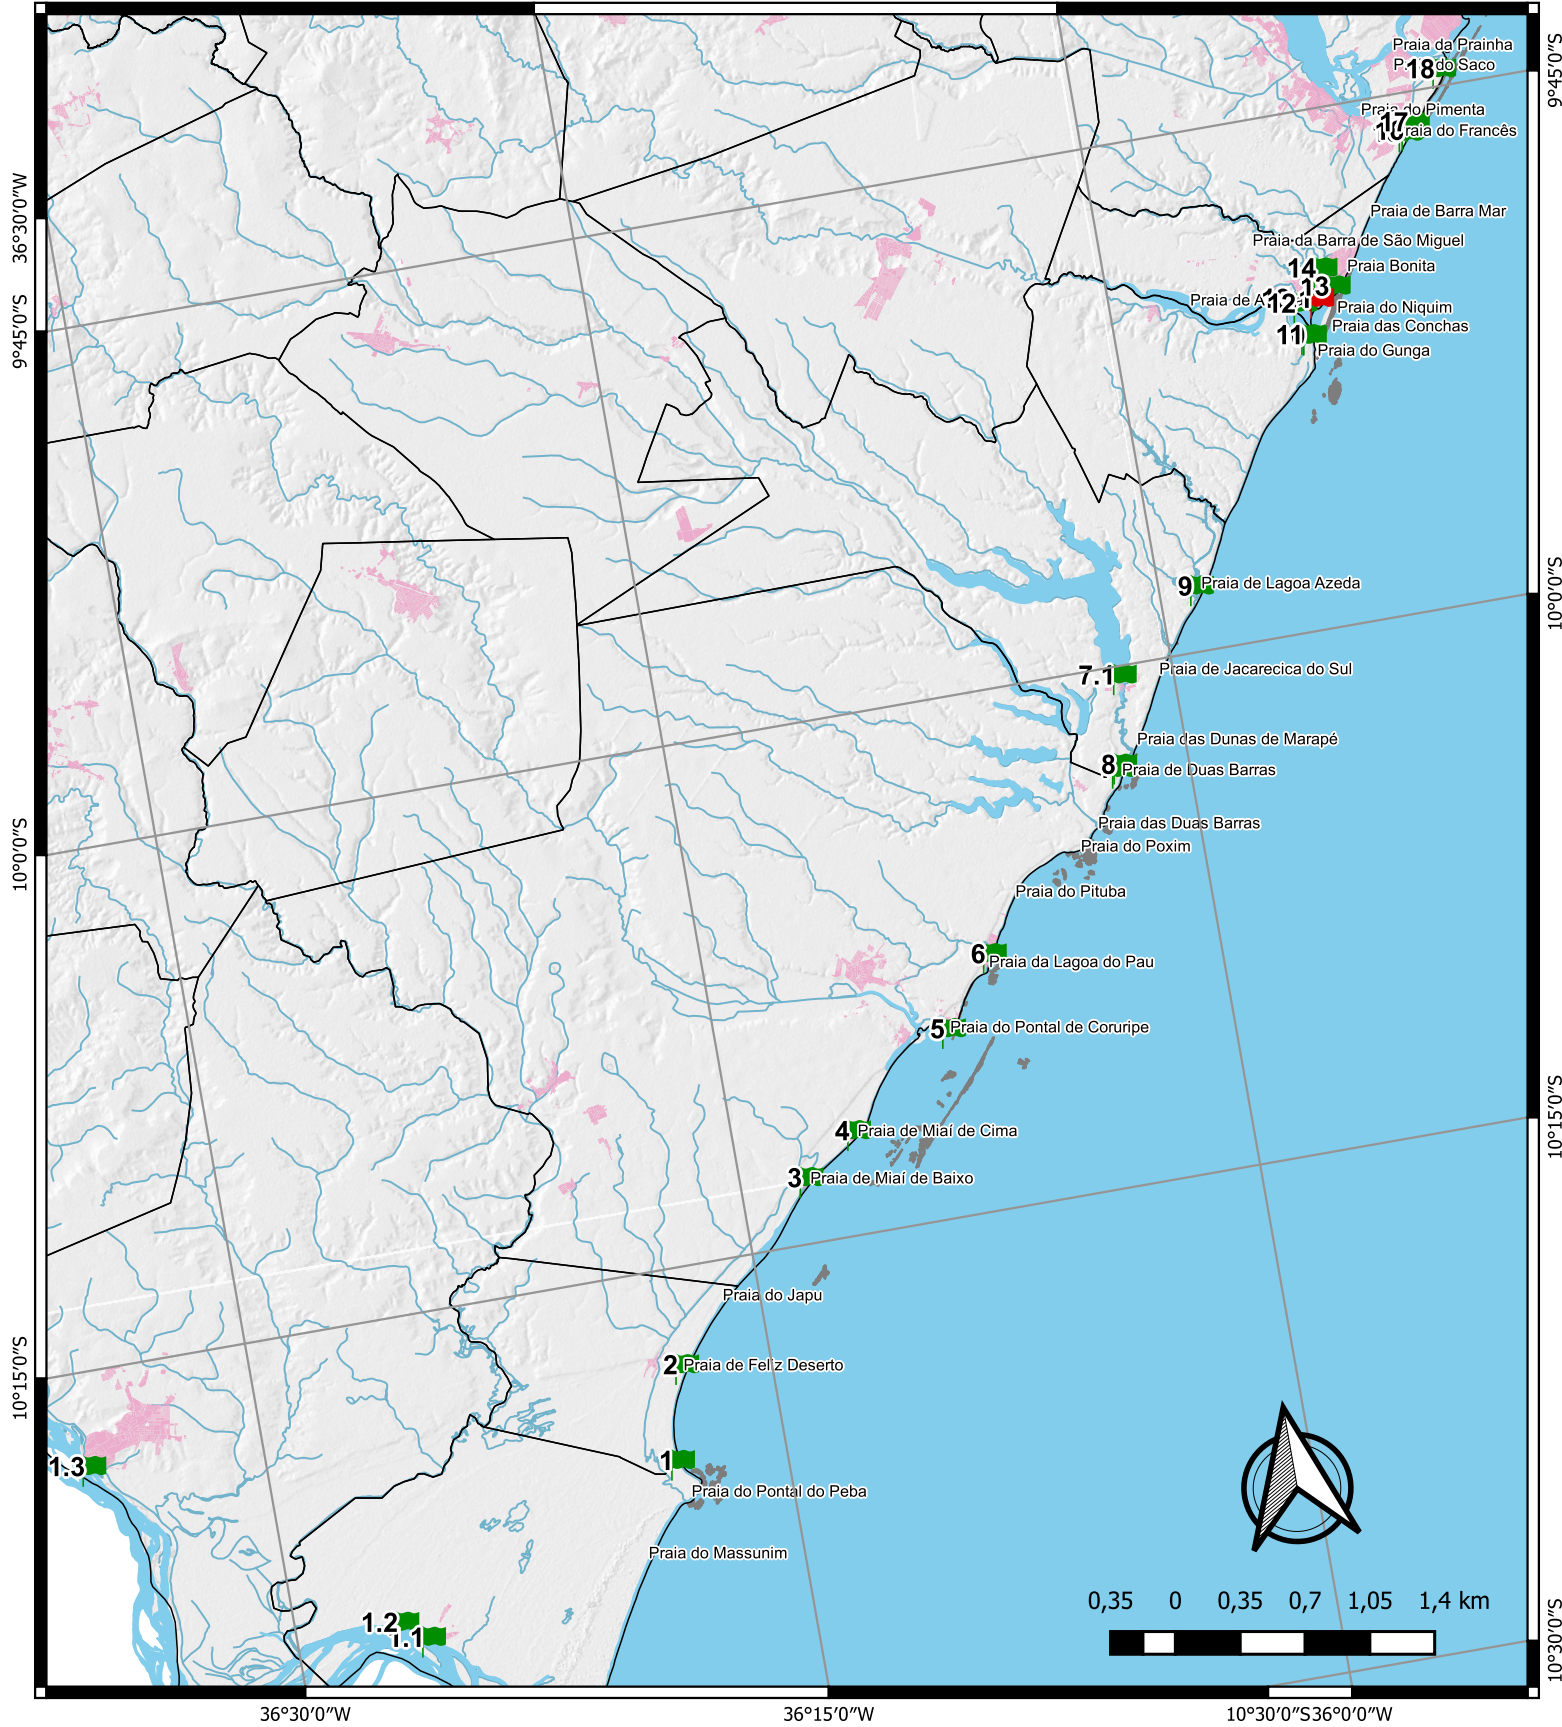 Praia da Prainha
18
do Saco
9°45'0"S
Praia do Pimenta
17
Praia do Francês
36°30'0"W
Praia de Barra Mar
Praia da Barra de São Miguel
14
Praia Bonita
13
Praia de
12
Praia do Niquim
Praia das Conchas
11
Praia do Gunga
9°45'0"S
9
Praia de Lagoa Azeda
10°0'0"S
7.1
Praia de Jacarecica do Sul
Praia das Dunas de Marapé
8
Praia de Duas Barras
Praia das Duas Barras
Praia do Poxim
10°0'0"S
Praia do Pituba
6
Praia da Lagoa do Pau
5
Praia do Pontal de Coruripe
4
Praia de Miaí de Cima
10°15'0"S
3
Praia de Miaí de Baixo
Praia do Japu
2
Praia de Feliz Deserto
10°15'0"S
1
1.3
Praia do Pontal do Peba
Praia do Massunim
1.2
1.1
0,35 0 0,35 0,7 1,05 1,4 km
10°30'0"S
36°30'0"W
36°15'0"W
10°30'0"S
36°0'0"W